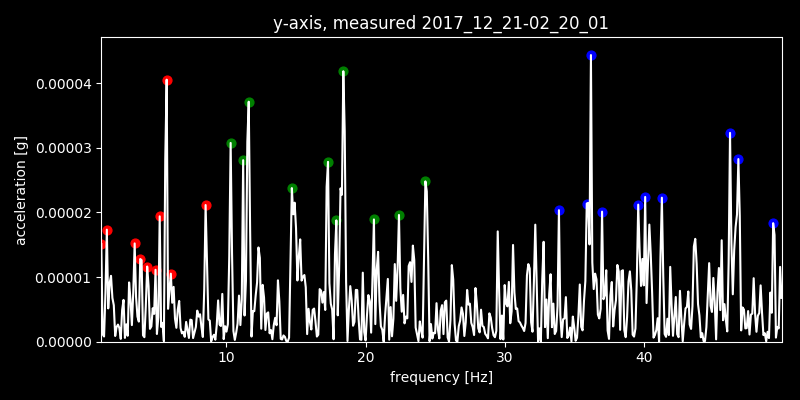 y-axis, measured 2017_12_21-02_20_01
0.00004
0.00003
0.00002
0.00001
0.00000
acceleration [g]
10 20 30 40
frequency [Hz]